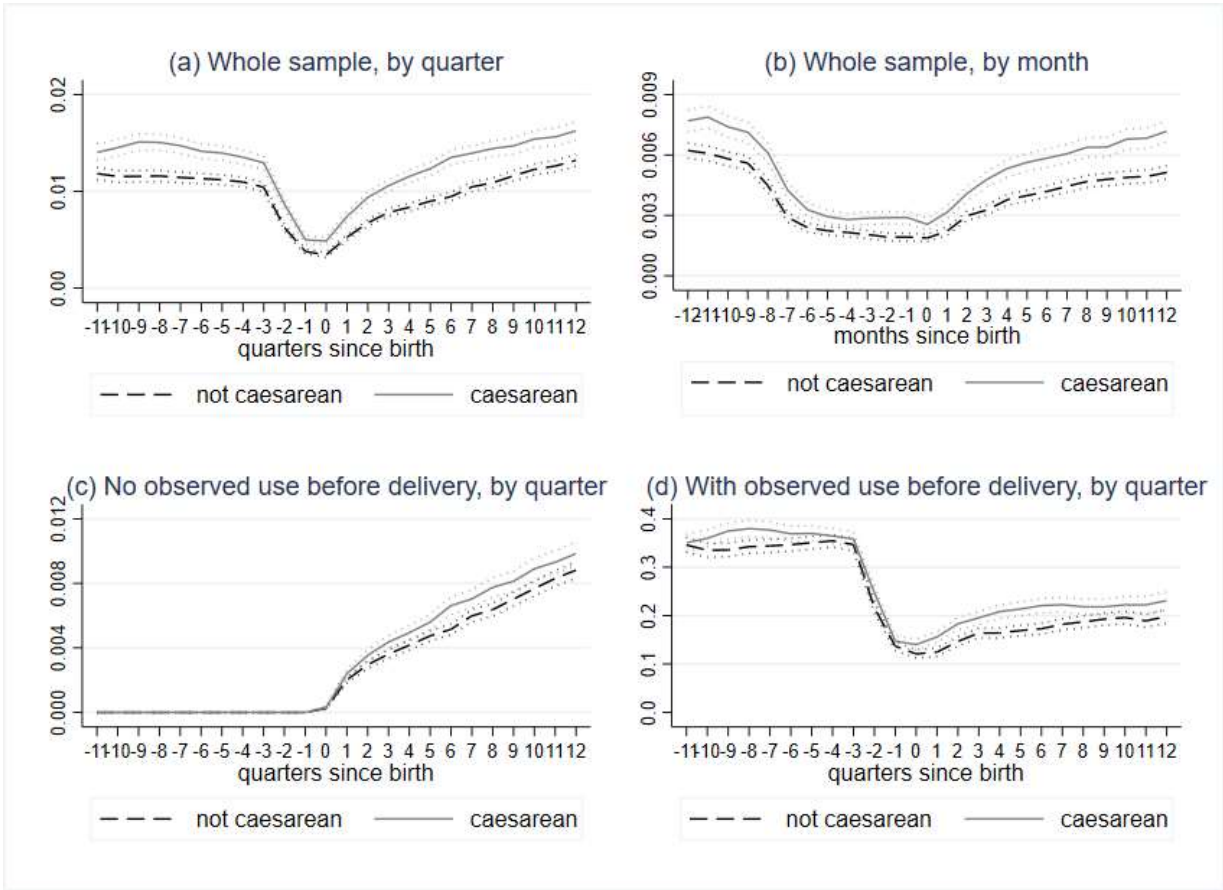 (a) Whole sample, by quarter
0.02
0.01
0.00
-11-10-9 -8 -7 -6 -5 -4 -3 -2 -1 0 1 2 3 4 5 6 7 8 9 10 11 12
quarters since birth
not caesarean caesarean
(b) Whole sample, by month
0.009
0.006
0.003
0.000
-12-11-10-9 -8 -7 -6 -5 -4 -3 -2 -1 0 1 2 3 4 5 6 7 8 9 10 11 12
months since birth
not caesarean caesarean
(c) No observed use before delivery, by quarter
0.012
0.008
0.004
0.000
-11-10-9 -8 -7 -6 -5 -4 -3 -2 -1 0 1 2 3 4 5 6 7 8 9 10 11 12
quarters since birth
not caesarean caesarean
(d) With observed use before delivery, by quarter
0.4
0.3
0.2
0.1
0.0
-11-10-9 -8 -7 -6 -5 -4 -3 -2 -1 0 1 2 3 4 5 6 7 8 9 10 11 12
quarters since birth
not caesarean caesarean